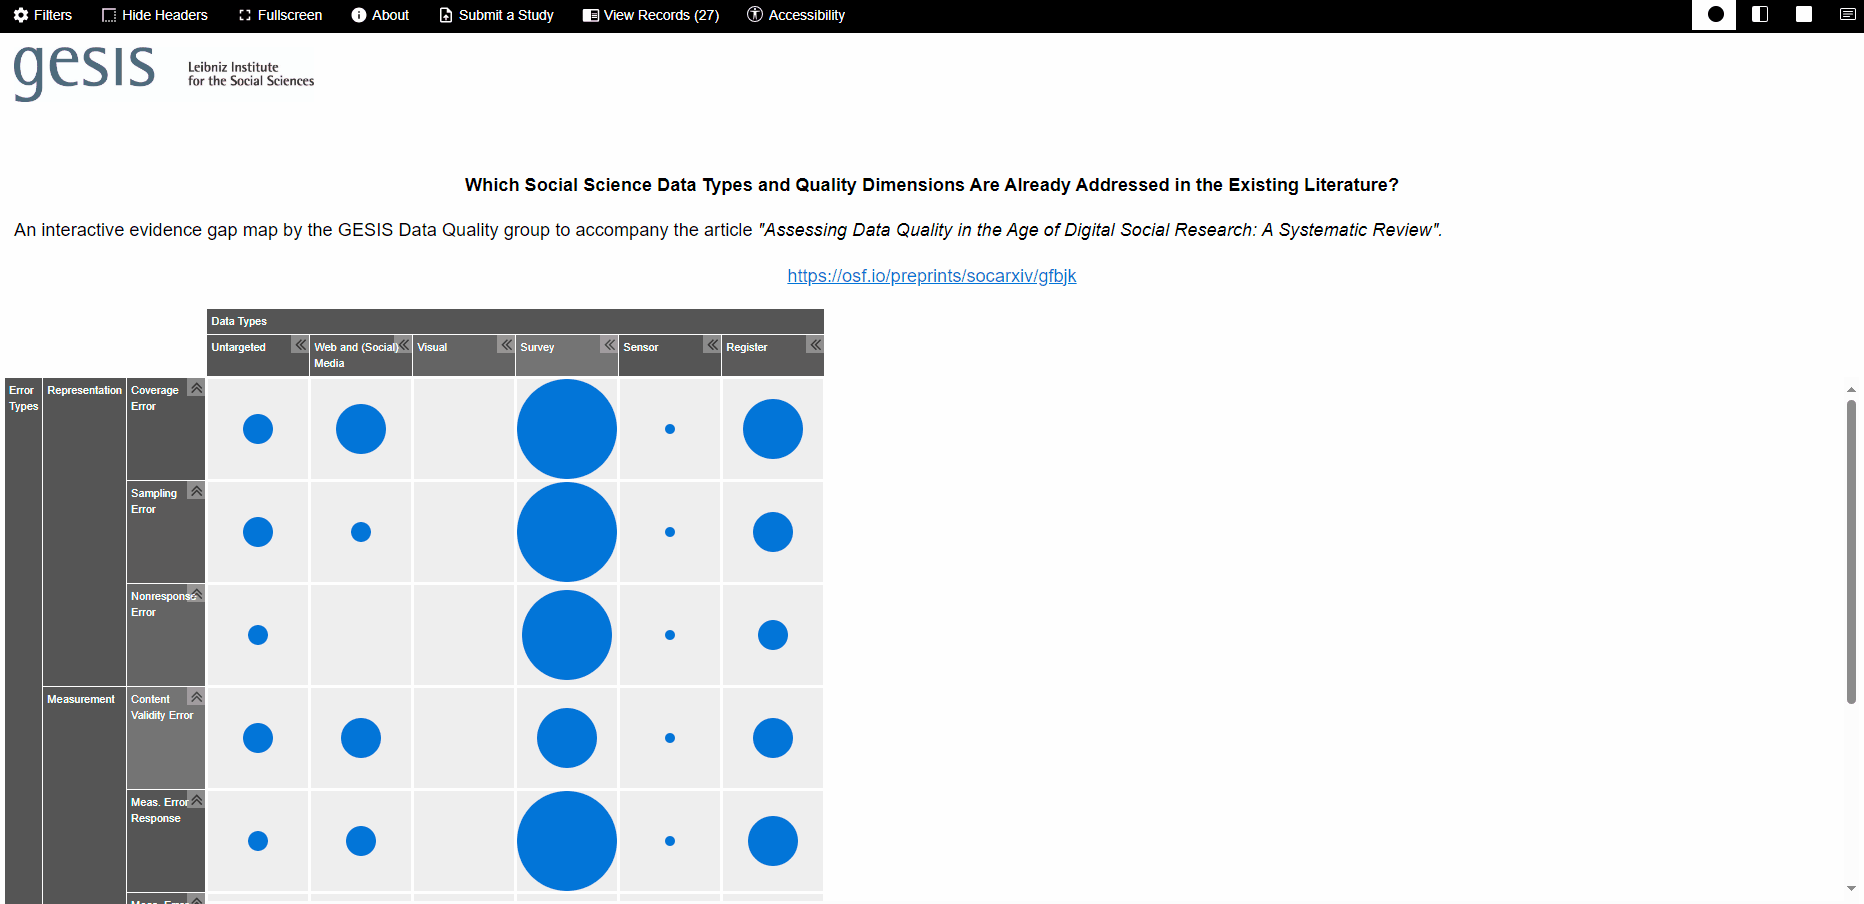 Filters Hide Headers Fullscreen About Submit a Study View Records (27) Accessibility
gesis
Leibniz Institute
for the Social Sciences
Which Social Science Data Types and Quality Dimensions Are Already Addressed in the Existing Literature?
An interactive evidence gap map by the GESIS Data Quality group to accompany the article "Assessing Data Quality in the Age of Digital Social Research: A Systematic Review".
https://osf.io/preprints/socarxiv/gfbjk
Data Types
Untargeted
Web and (Social)
Media
Visual
Survey
Sensor
Register
Error
Types
Representation
Coverage
Error
Sampling
Error
Nonresponse
Error
Measurement
Content
Validity Error
Meas. Error
Response
Meas. Error